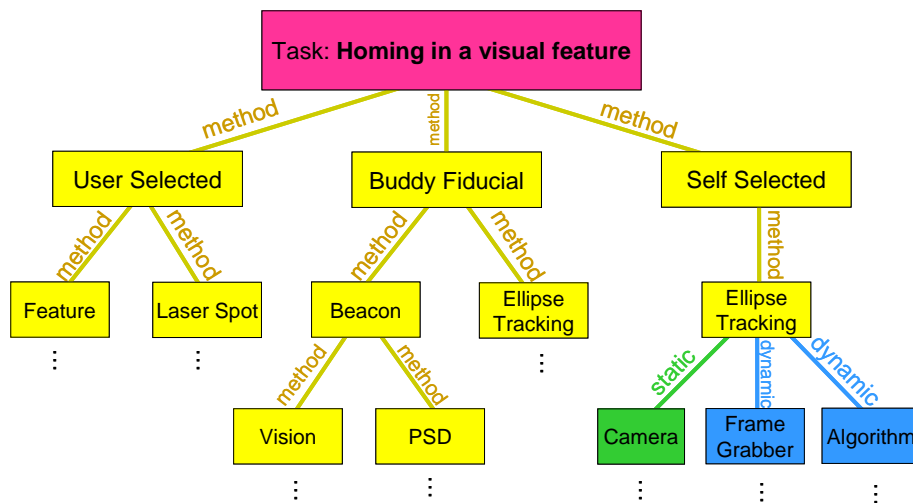 Task: Homing in a visual feature
method
method
method
User Selected
Buddy Fiducial
Self Selected
method
method
method
method
method
Feature
Laser Spot
Beacon
Ellipse
Tracking
Ellipse
Tracking
⋮
⋮
⋮
method
method
static
dynamic
dynamic
Vision
PSD
Camera
Frame
Grabber
Algorithm
⋮
⋮
⋮
⋮
⋮